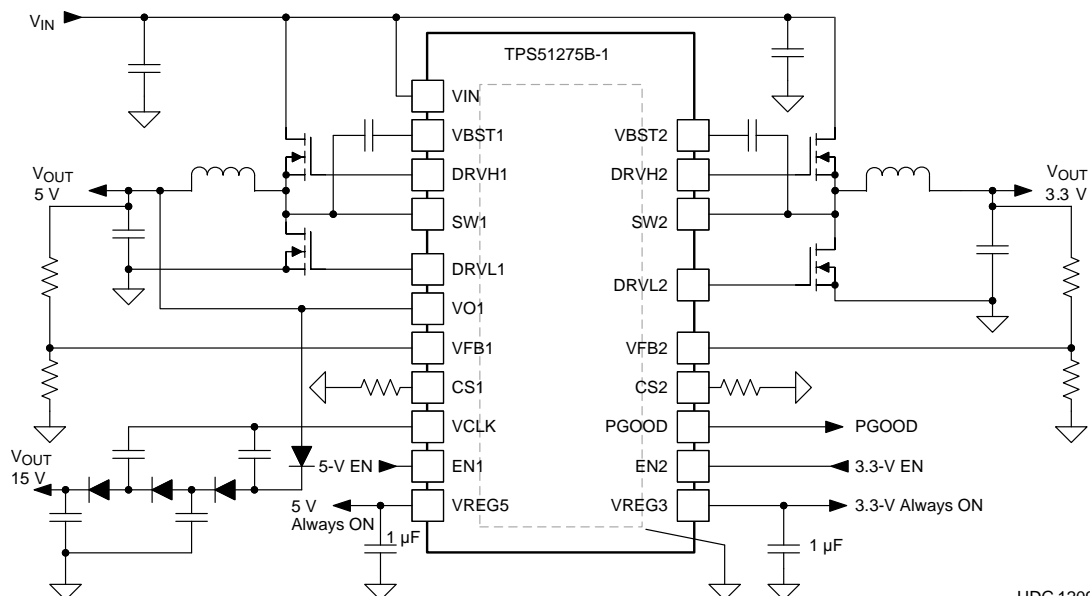 VIN
TPS51275B-1
VIN
VBST1
VBST2
DRVH1
DRVH2
VOUT
5 V
VOUT
3.3 V
SW1
SW2
DRVL1
DRVL2
VO1
VFB1
VFB2
CS1
CS2
VCLK
PGOOD
PGOOD
VOUT
15 V
5-V EN
EN1
EN2
3.3-V EN
5 V
Always ON
VREG5
VREG3
3.3-V Always ON
1 µF
1 µF